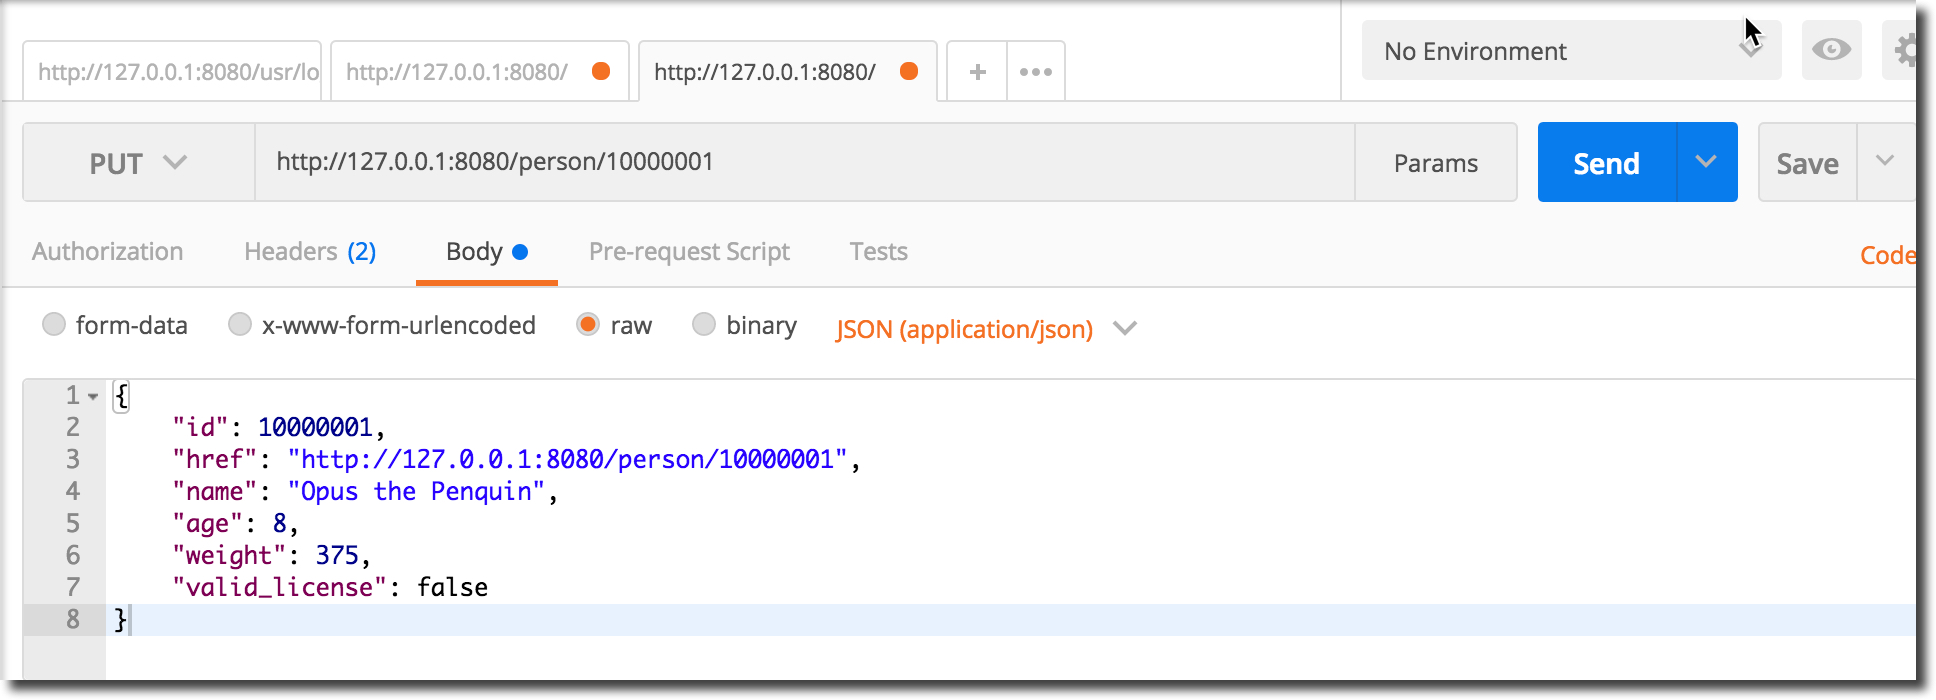 No Environment
http://127.0.0.1:8080/usr/lo http://127.0.0.1:8080/ http://127.0.0.1:8080/ + •••
PUT http://127.0.0.1:8080/person/10000001 Params Send Save
Authorization Headers (2) Body Pre-request Script Tests Code
form-data x-www-form-urlencoded raw binary JSON (application/json)
1 {
2 "id": 10000001,
3 "href": "http://127.0.0.1:8080/person/10000001",
4 "name": "Opus the Penquin",
5 "age": 8,
6 "weight": 375,
7 "valid_license": false
8 }